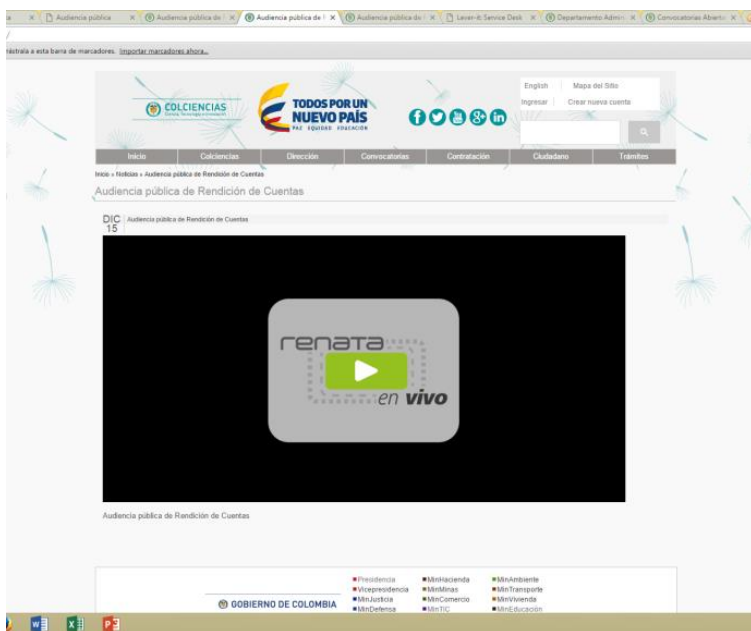 Audiencia pública
Audiencia pública de
Audiencia pública de
Audiencia pública de
Lever-it Service Desk
Departamento Admini
Convocatorias Abierta
éstrala a esta barra de marcadores. Importar marcadores ahora...
English
Mapa del Sitio
Ingresar
Crear nueva cuenta
COLCIENCIAS
TODOS POR UN
NUEVO PAÍS
PAZ EQUIDAD EDUCACIÓN
Inicio
Colciencias
Dirección
Convocatorias
Contratación
Ciudadano
Trámites
Inicio » Noticias » Audiencia pública de Rendición de Cuentas
Audiencia pública de Rendición de Cuentas
DIC
15
Audiencia pública de Rendición de Cuentas
renata
en vivo
Audiencia pública de Rendición de Cuentas
GOBIERNO DE COLOMBIA
Presidencia
Vicepresidencia
MinJusticia
MinDefensa
MinHacienda
MinMinas
MinComercio
MinTIC
MinAmbiente
MinTransporte
MinVivienda
MinEducación